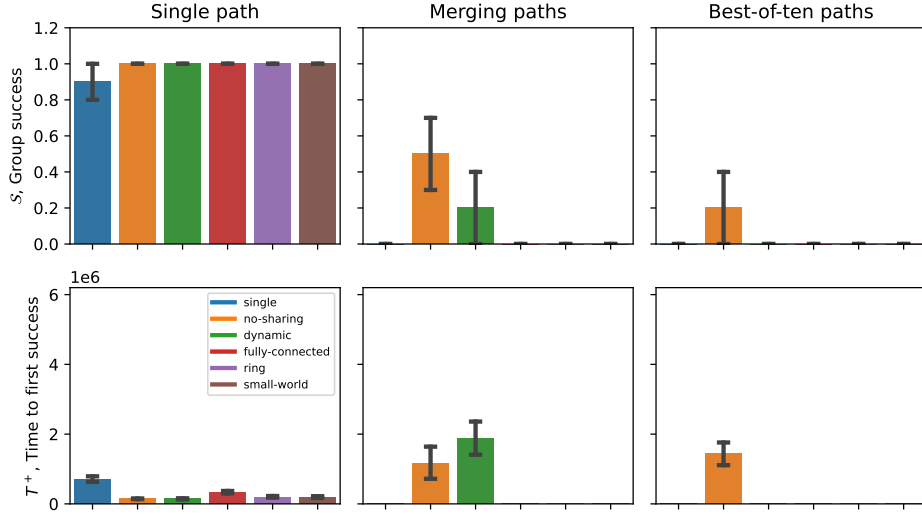 Single path
Merging paths
Best-of-ten paths
𝒮, Group success
1.2
1.0
0.8
0.6
0.4
0.2
0.0
1e6
T⁺, Time to first success
6
4
2
0
single
no-sharing
dynamic
fully-connected
ring
small-world